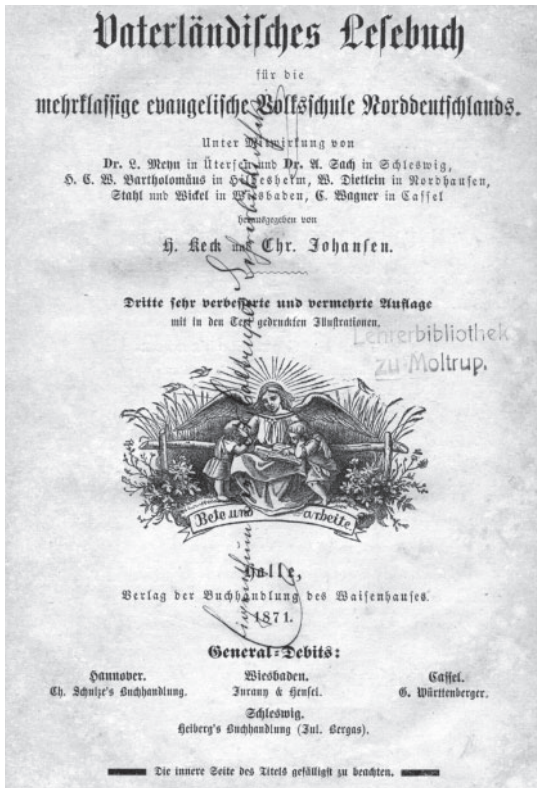 Vaterländisches Lesebuch
für die
mehrklassige evangelische Volksschule Norddeutschlands.
Unter Mitwirkung von
Dr. L. Meyn in Ütersen und Dr. A. Sach in Schleswig,
H. C. W. Bartholomäus in Hildesheim, W. Dietlein in Nordhausen,
Stahl und Wickel in Wiesbaden, C. Wagner in Cassel
herausgegeben von
H. Keck und Chr. Johansen.
Dritte sehr verbesserte und vermehrte Auflage
mit in den Text gedruckten Illustrationen.
Lehrerbibliothek
zu Moltrup.
Bete und arbeite.
Halle,
Verlag der Buchhandlung des Waisenhauses.
1871.
General-Debits:
Hannover. Wiesbaden. Cassel.
Ch. Schulze's Buchhandlung. Jurany & Hensel. G. Württenberger.
Schleswig.
Heiberg's Buchhandlung (Jul. Bergas).
Die innere Seite des Titels gefälligst zu beachten.